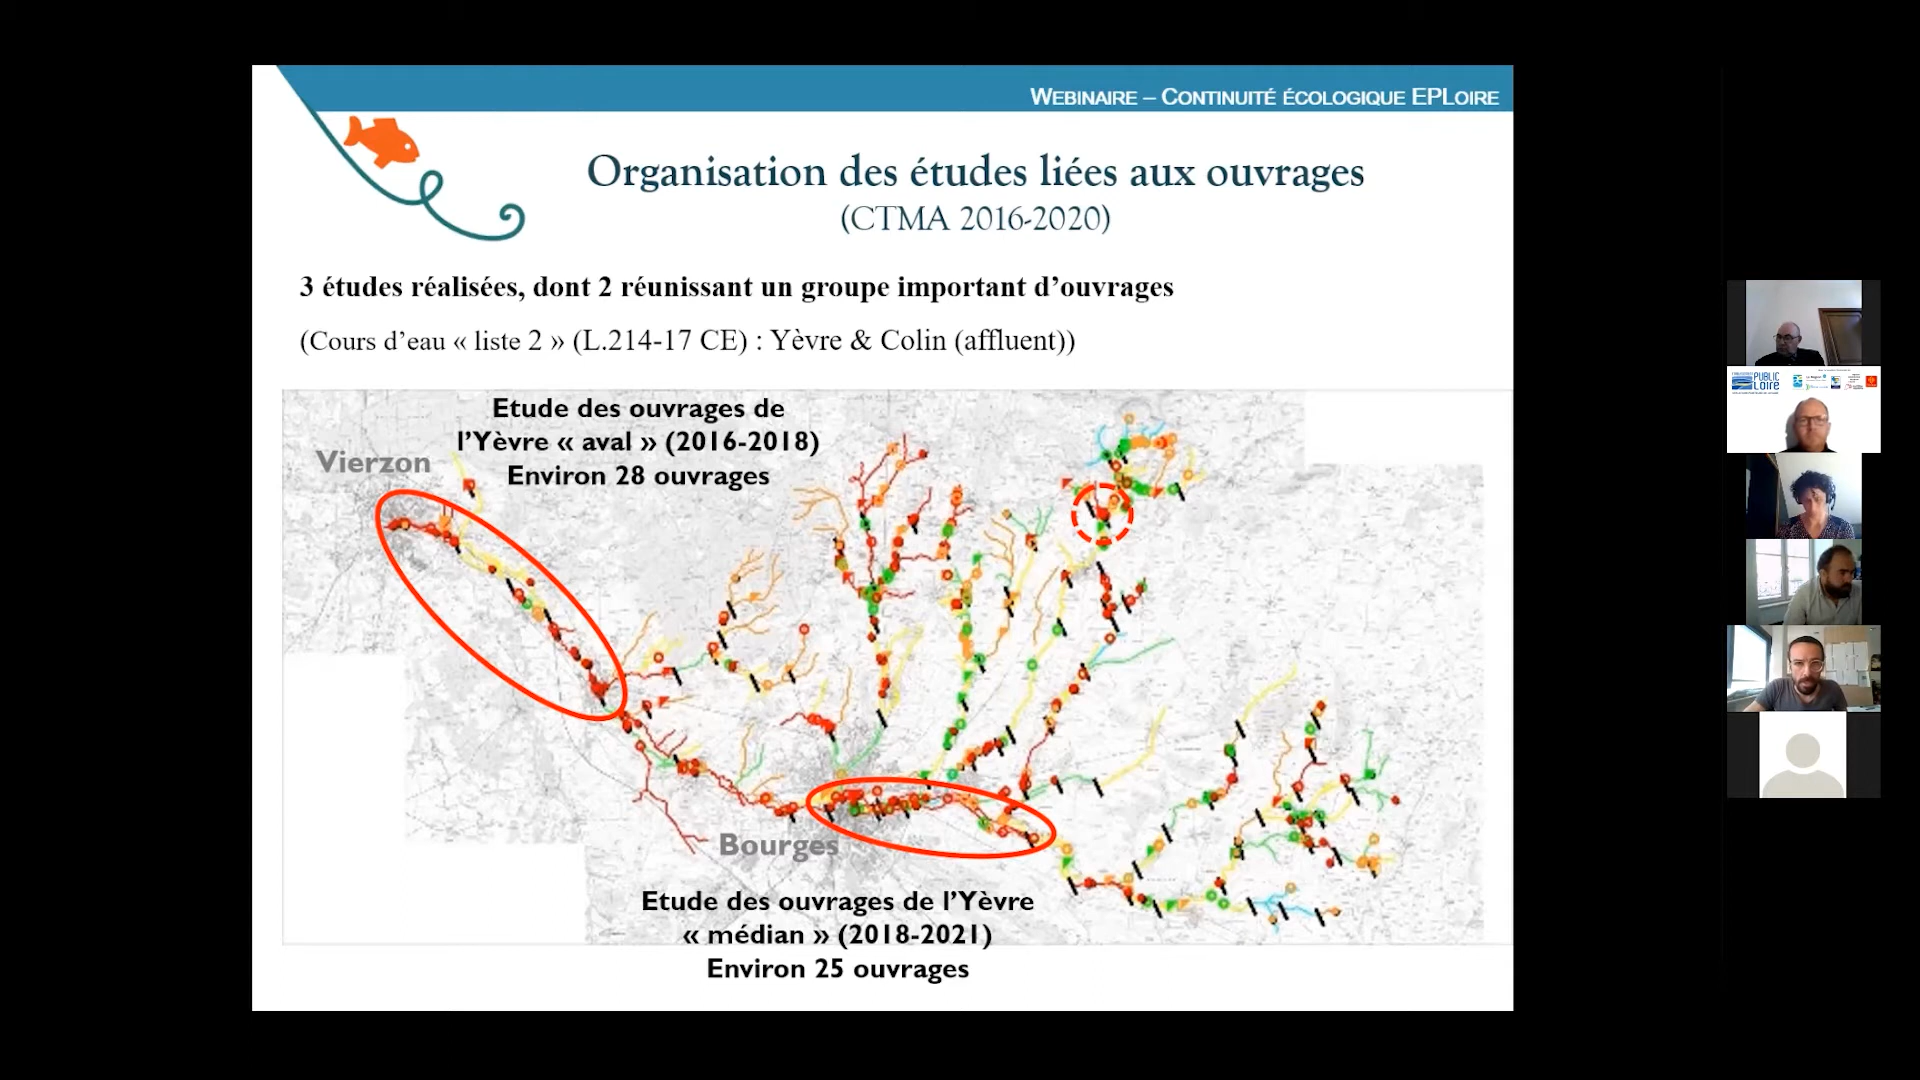 WEBINAIRE – CONTINUITÉ ÉCOLOGIQUE EPLOIRE
Organisation des études liées aux ouvrages
(CTMA 2016-2020)
3 études réalisées, dont 2 réunissant un groupe important d’ouvrages
(Cours d’eau « liste 2 » (L.214-17 CE) : Yèvre & Colin (affluent))
Etude des ouvrages de
l’Yèvre « aval » (2016-2018)
Environ 28 ouvrages
Vierzon
Bourges
Etude des ouvrages de l’Yèvre
« médian » (2018-2021)
Environ 25 ouvrages
PUBLIC
LOIRE